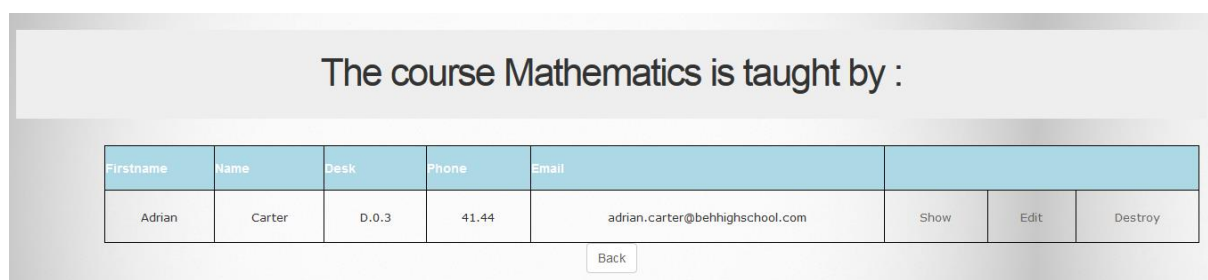 The course Mathematics is taught by :
Firstname Name Desk Phone Email
Adrian Carter D.0.3 41.44 adrian.carter@behhighschool.com Show Edit Destroy
Back